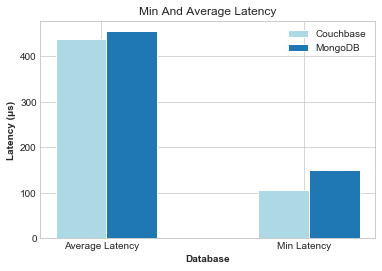 Min And Average Latency
Couchbase
MongoDB
Latency (μs)
400
300
200
100
0
Average Latency
Min Latency
Database